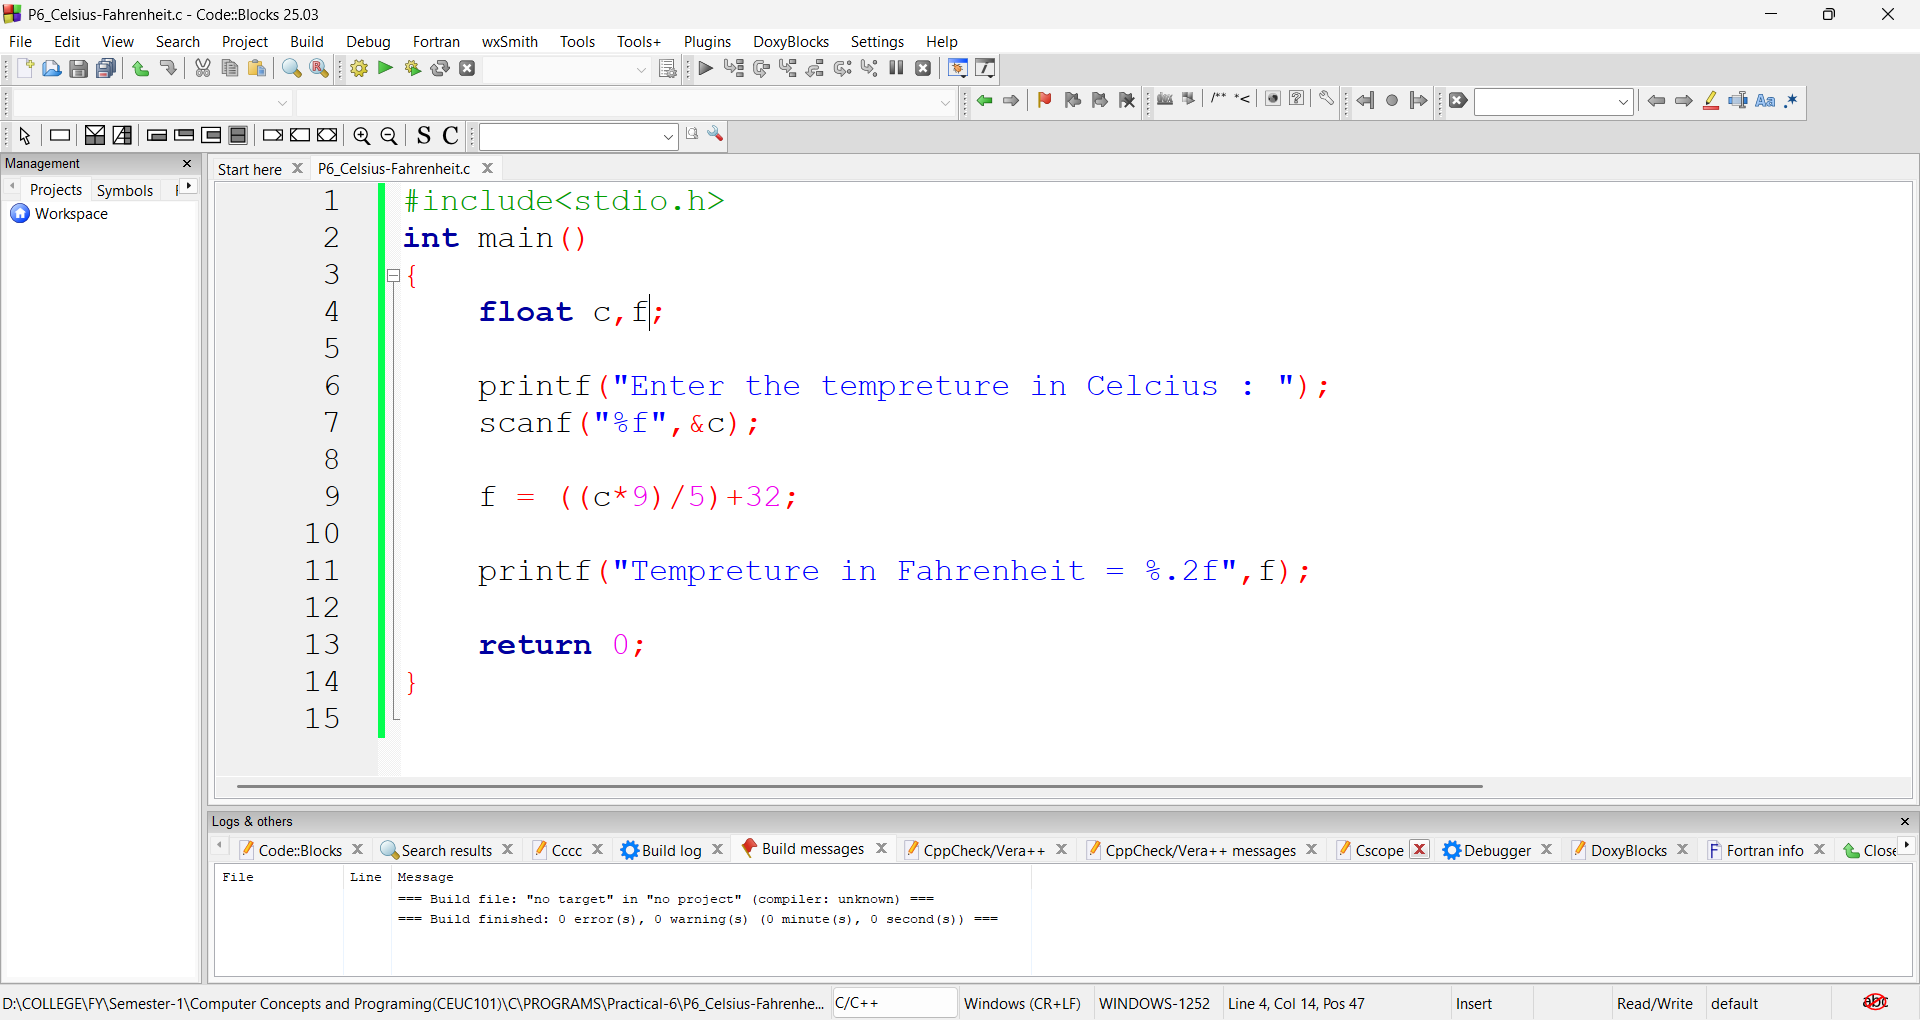 P6_Celsius-Fahrenheit.c - Code::Blocks 25.03
File Edit View Search Project Build Debug Fortran wxSmith Tools Tools+ Plugins DoxyBlocks Settings Help
/** *< Aa .*
S C
Management
Start here P6_Celsius-Fahrenheit.c
Projects Symbols
Workspace
1 #include<stdio.h>
2 int main()
3 {
4 float c,f;
5
6 printf("Enter the tempreture in Celcius : ");
7 scanf("%f",&c);
8
9 f = ((c*9)/5)+32;
10
11 printf("Tempreture in Fahrenheit = %.2f",f);
12
13 return 0;
14 }
15
Logs & others
Code::Blocks Search results Cccc Build log Build messages CppCheck/Vera++ CppCheck/Vera++ messages Cscope Debugger DoxyBlocks Fortran info Close
File Line Message
=== Build file: "no target" in "no project" (compiler: unknown) ===
=== Build finished: 0 error(s), 0 warning(s) (0 minute(s), 0 second(s)) ===
D:\COLLEGE\FY\Semester-1\Computer Concepts and Programing(CEUC101)\C\PROGRAMS\Practical-6\P6_Celsius-Fahrenhe... C/C++ Windows (CR+LF) WINDOWS-1252 Line 4, Col 14, Pos 47 Insert Read/Write default abc